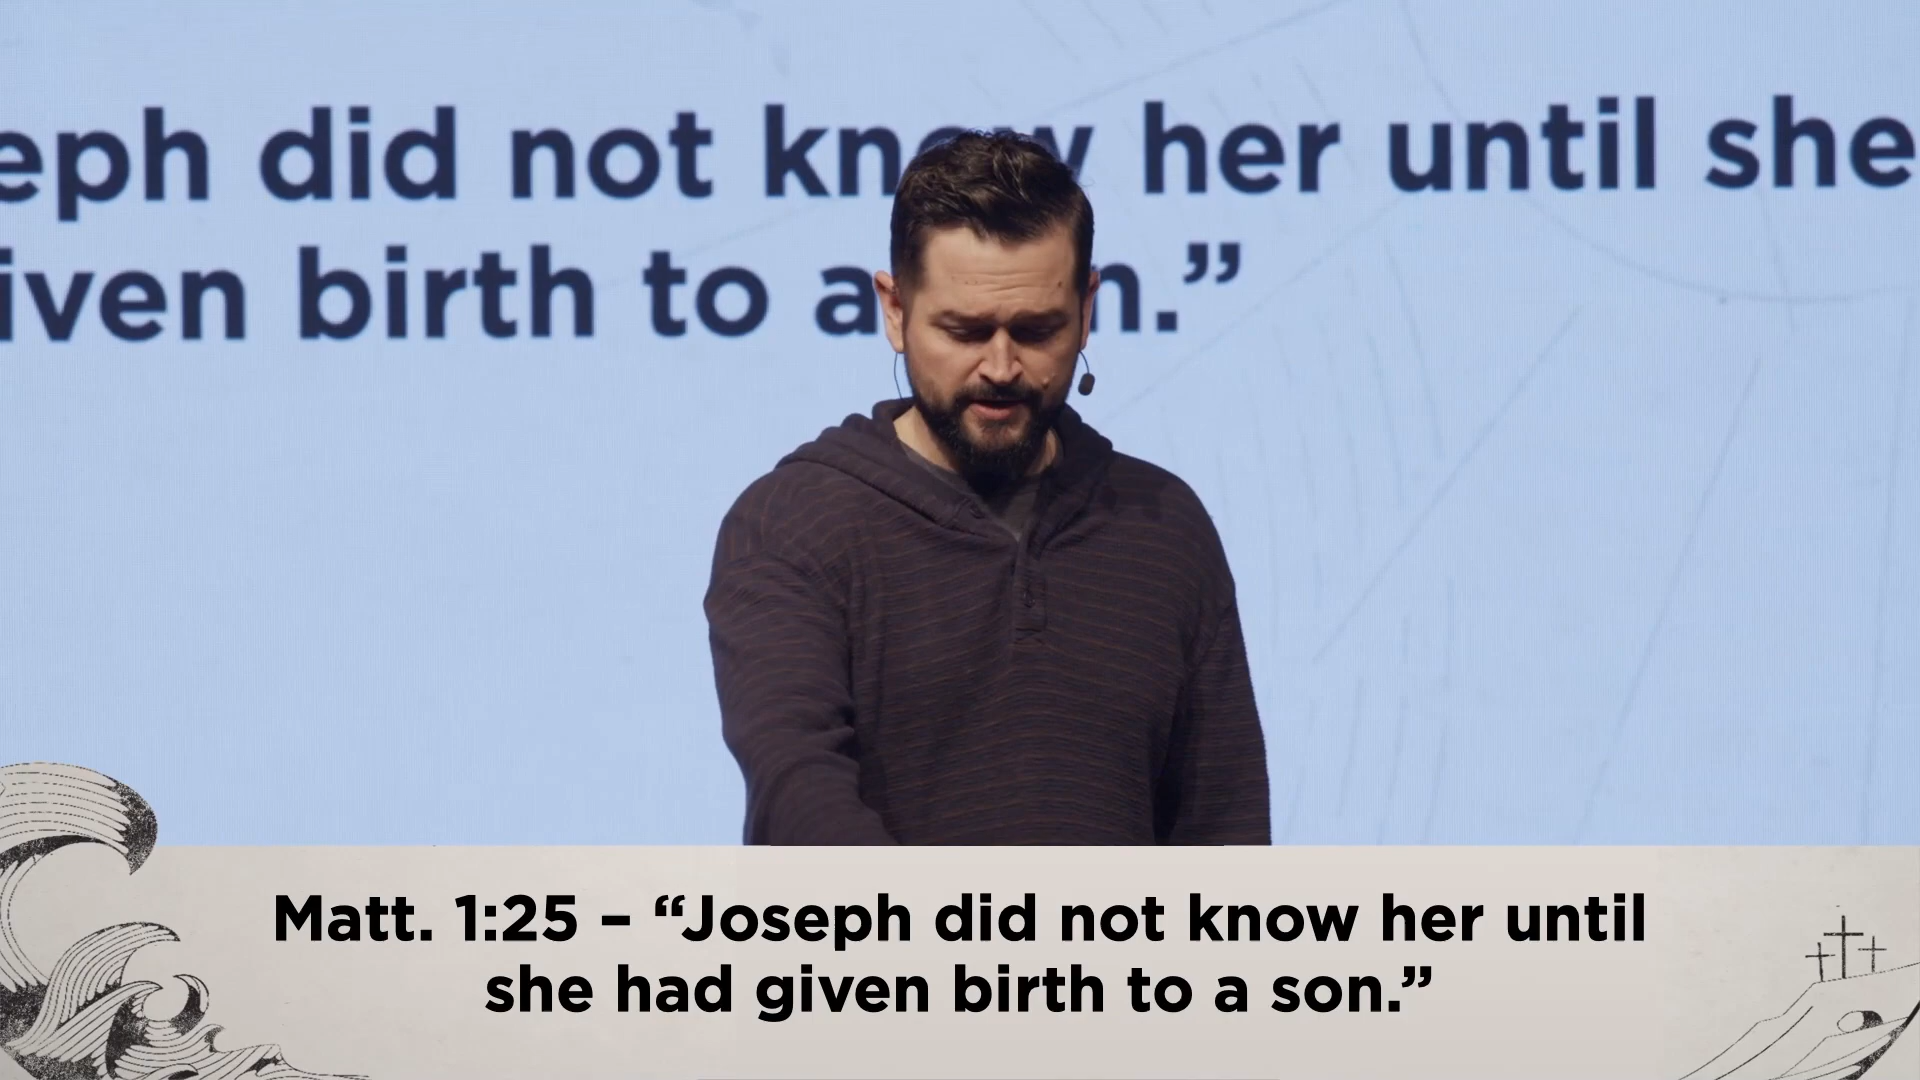 eph did not know her until she
iven birth to a n.”
Matt. 1:25 – “Joseph did not know her until
she had given birth to a son.”